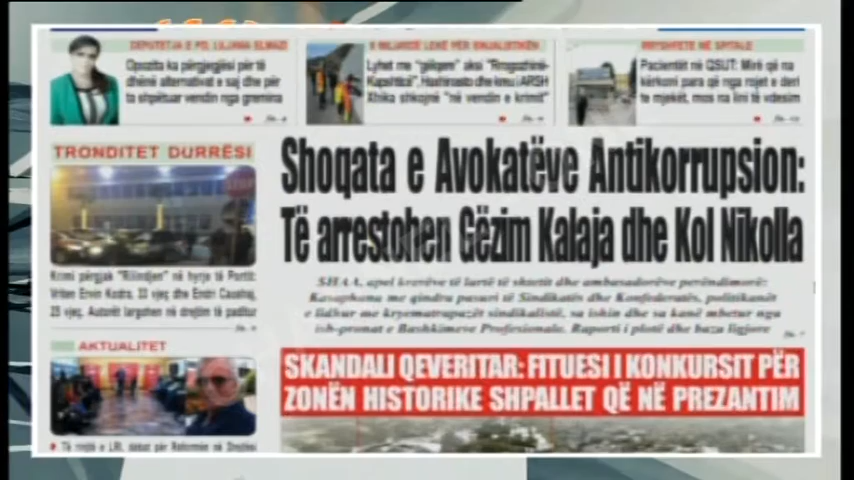 DEPUTETJA E PD, LILJANA ELMAZI
Opozita ka përgjegjësi për të
dhënë alternativat e saj dhe për
ta shpëtuar vendin nga gremina
Lyhet me "gëlqere" aksi "Rrogozhinë-
Kapshticë". Hashorosto dhe kreu i ARSH
Afrika shkojnë "në vendin e krimit"
RRYSHFETE NË SPITALE
Pacientët në QSUT: Mirë që na
kërkoni para që nga rojet e deri
te mjekët, mos na lini të vdesim
TRONDITET DURRËSI
Krimi përgjak "Rilindjen" në hyrje të Portit:
Vriten Ervin Kodra, 33 vjeç dhe Endri Caushaj,
25 vjeç. Autorët largohen në drejtim të paditur
AKTUALITET
Shoqata e Avokatëve Antikorrupsion:
Të arrestohen Gëzim Kalaja dhe Kol Nikolla
SHAA, apel krerëve të lartë të shtetit dhe ambasadorëve perëndimorë:
Kasaphana me qindra pasuri të Sindikatës dhe Konfederatës, politikanët
e lidhur me kryematrapazët sindikalistë, sa ishin dhe sa kanë mbetur nga
ish-pronat e Bashkimeve Profesionale. Raporti i plotë dhe baza ligjore
SKANDALI QEVERITAR: FITUESI I KONKURSIT PËR
ZONËN HISTORIKE SHPALLET QË NË PREZANTIM